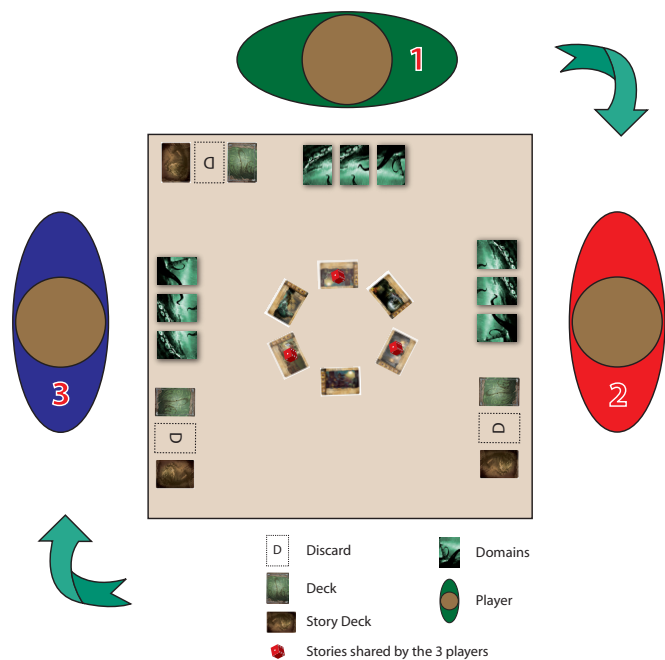 1
D
3
2
D
D
D Discard
Domains
Deck
Player
Story Deck
Stories shared by the 3 players